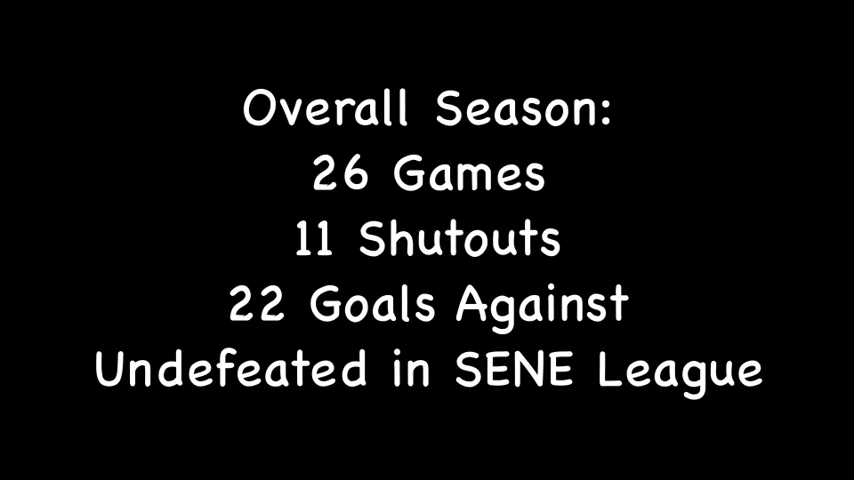 Overall Season:
26 Games
11 Shutouts
22 Goals Against
Undefeated in SENE League